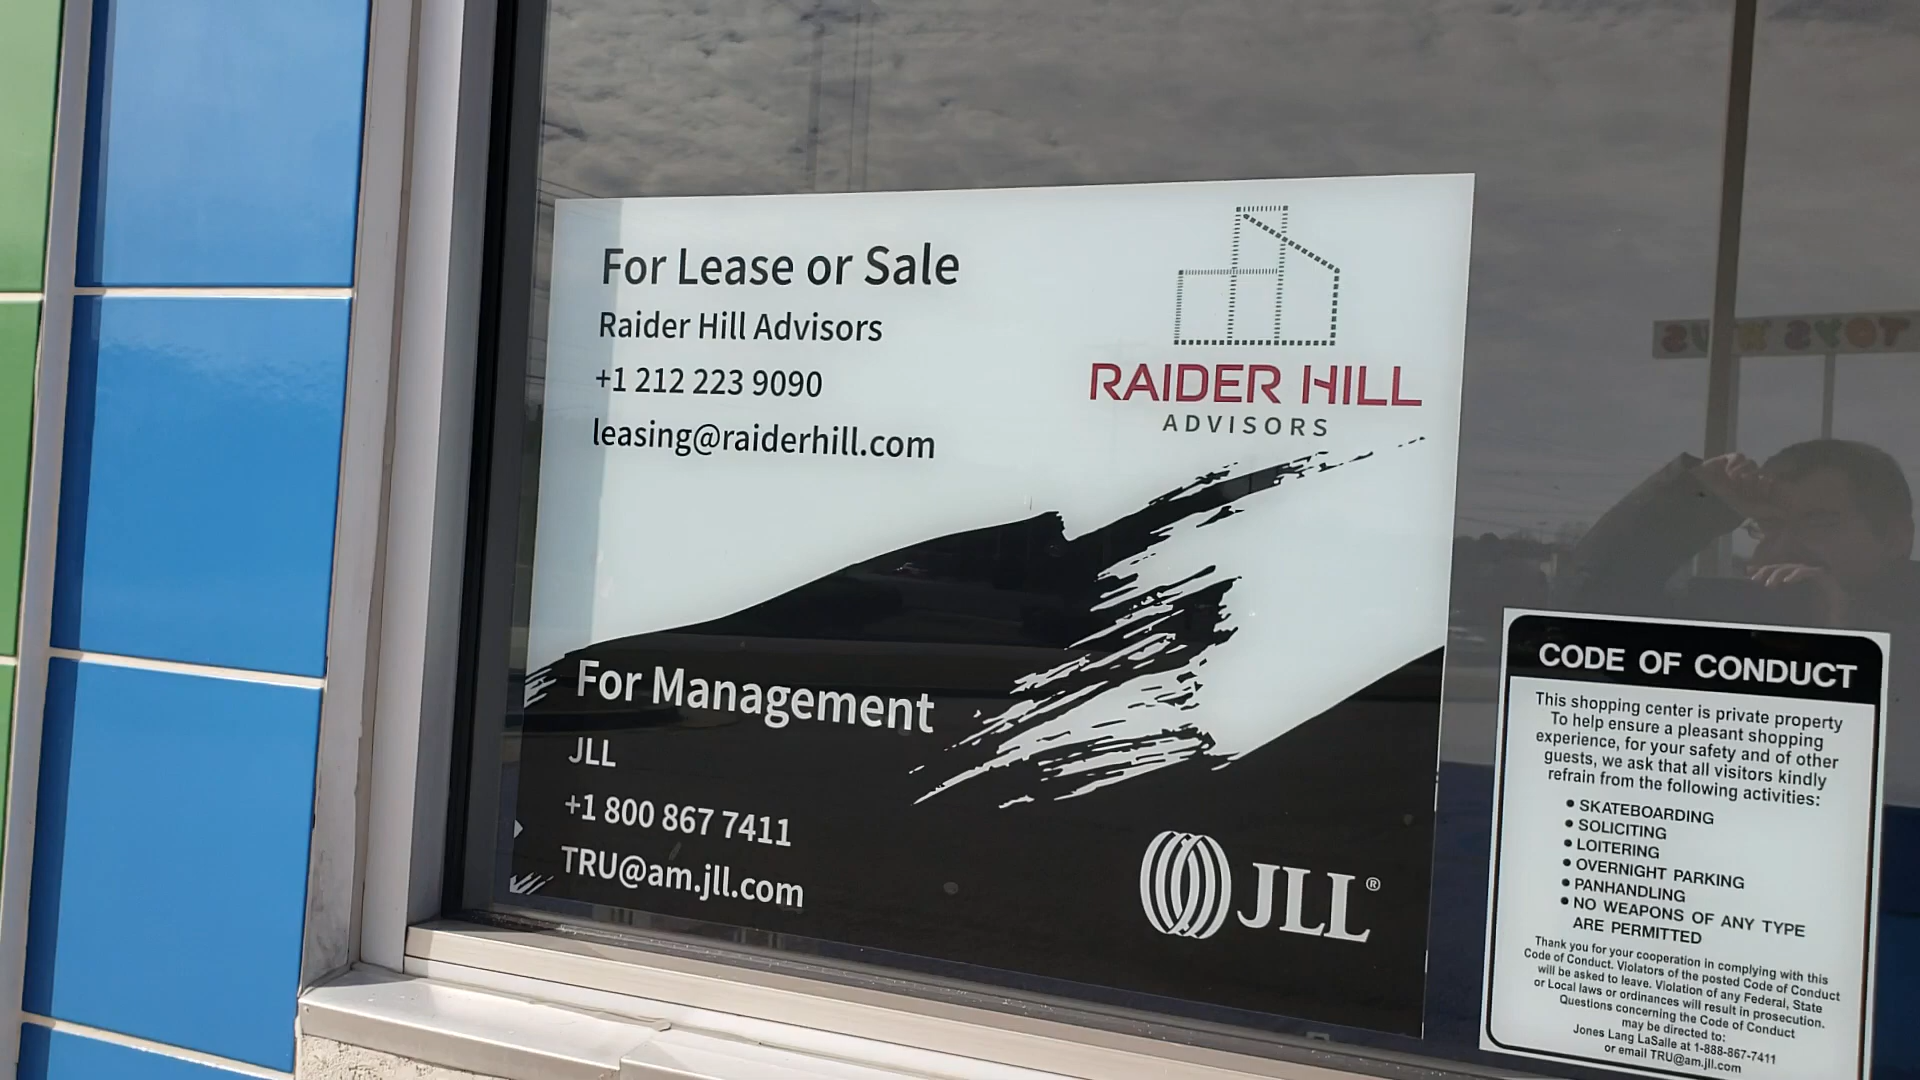 For Lease or Sale
Raider Hill Advisors
+1 212 223 9090
leasing@raiderhill.com
RAIDER HILL
ADVISORS
For Management
JLL
+1 800 867 7411
TRU@am.jll.com
JLL®
TOYS R US
CODE OF CONDUCT
This shopping center is private property
To help ensure a pleasant shopping
experience, for your safety and of other
guests, we ask that all visitors kindly
refrain from the following activities:
• SKATEBOARDING
• SOLICITING
• LOITERING
• OVERNIGHT PARKING
• PANHANDLING
• NO WEAPONS OF ANY TYPE
ARE PERMITTED
Thank you for your cooperation in complying with this
Code of Conduct. Violators of the posted Code of Conduct
will be asked to leave. Violation of any Federal, State
or Local laws or ordinances will result in prosecution.
Questions concerning the Code of Conduct
may be directed to:
Jones Lang LaSalle at 1-888-867-7411
or email TRU@am.jll.com